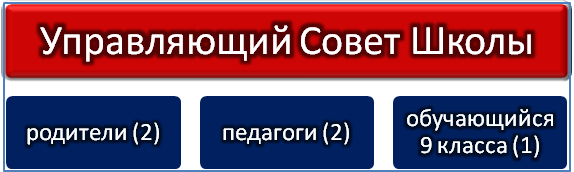 Управляющий Совет Школы
родители (2)
педагоги (2)
обучающийся
9 класса (1)